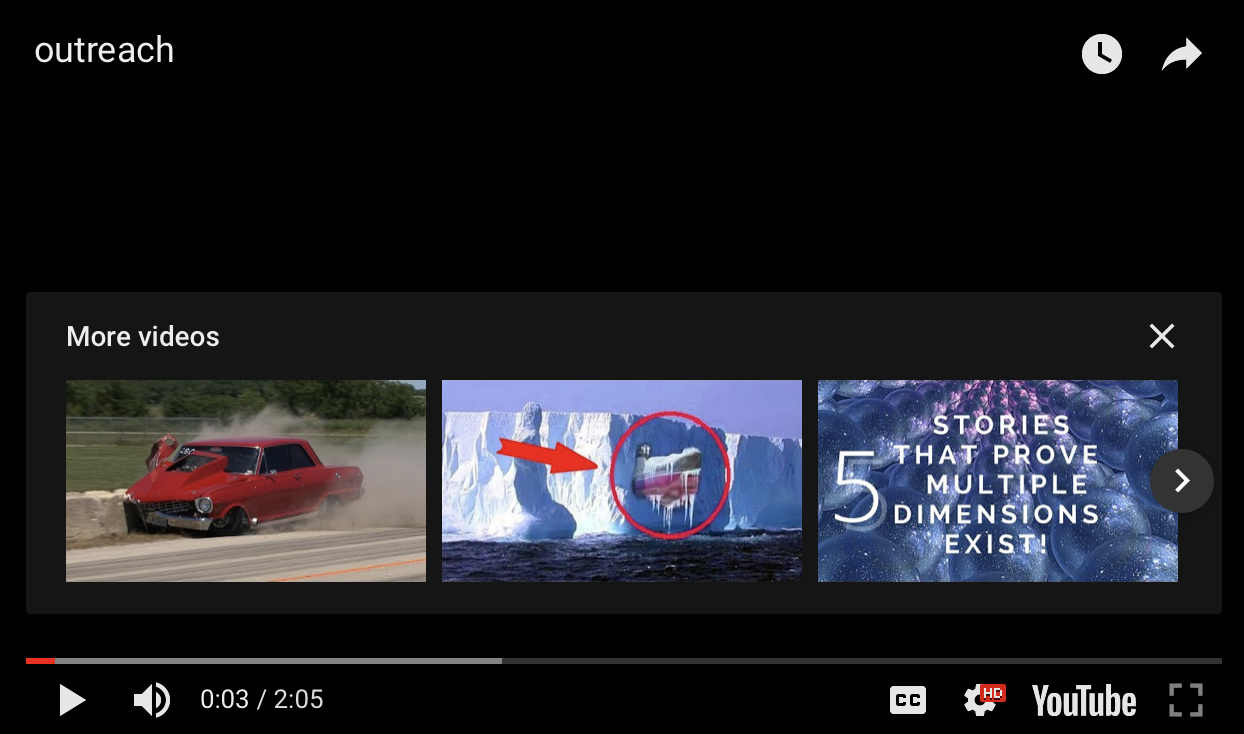 outreach
More videos
5
STORIES
THAT PROVE
MULTIPLE
DIMENSIONS
EXIST!
0:03 / 2:05
CC
HD
YouTube